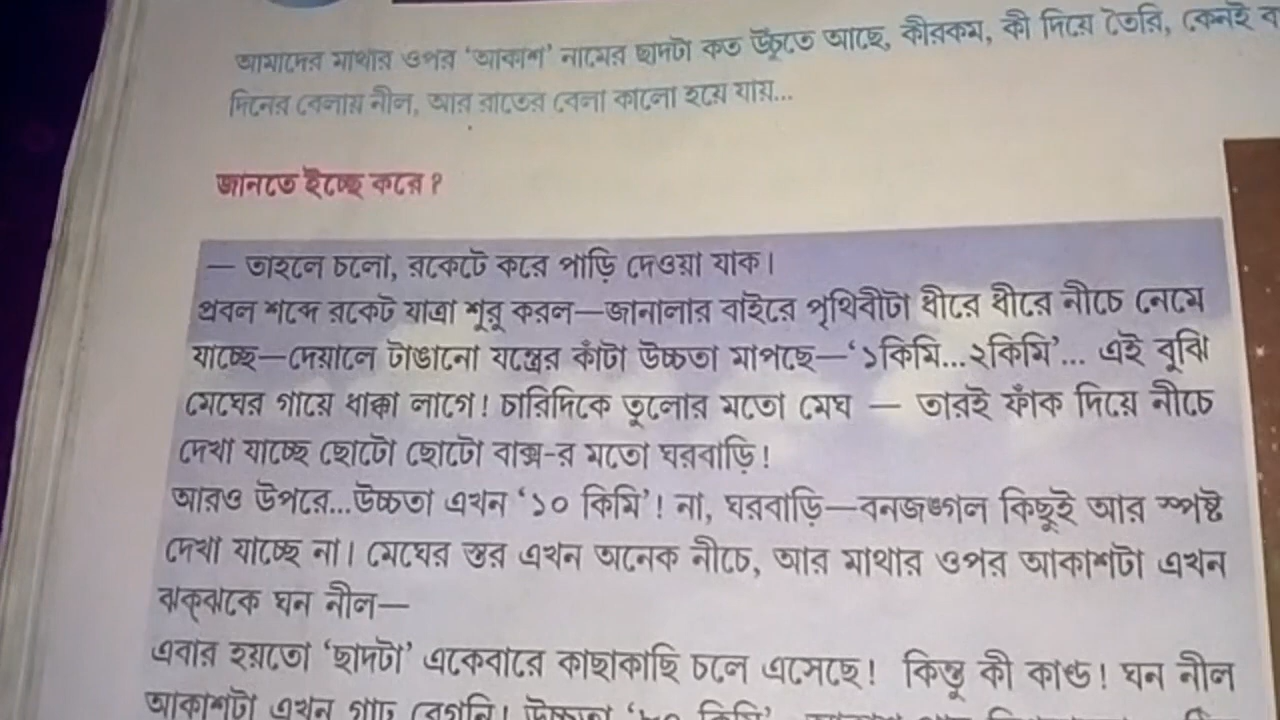 আমাদের মাথার ওপর ‘আকাশ’ নামের ছাদটা কত উঁচুতে আছে, কীরকম, কী দিয়ে তৈরি, কেনই
দিনের বেলায় নীল, আর রাতের বেলা কালো হয়ে যায়...
জানতে ইচ্ছে করে?
— তাহলে চলো, রকেটে করে পাড়ি দেওয়া যাক।
প্রবল শব্দে রকেট যাত্রা শুরু করল—জানালার বাইরে পৃথিবীটা ধীরে ধীরে নীচে নেমে
যাচ্ছে—দেয়ালে টাঙানো যন্ত্রের কাঁটা উচ্চতা মাপছে—‘১কিমি...২কিমি’... এই বুঝি
মেঘের গায়ে ধাক্কা লাগে! চারিদিকে তুলোর মতো মেঘ — তারই ফাঁক দিয়ে নীচে
দেখা যাচ্ছে ছোটো ছোটো বাক্স-র মতো ঘরবাড়ি!
আরও উপরে...উচ্চতা এখন ‘১০ কিমি’! না, ঘরবাড়ি—বনজঙ্গল কিছুই আর স্পষ্ট
দেখা যাচ্ছে না। মেঘের স্তর এখন অনেক নীচে, আর মাথার ওপর আকাশটা এখন
ঝক্‌ঝকে ঘন নীল—
এবার হয়তো ‘ছাদটা’ একেবারে কাছাকাছি চলে এসেছে! কিন্তু কী কাণ্ড! ঘন নীল
আকাশটা এখন গাঢ় বেগুনি! উচ্চতা